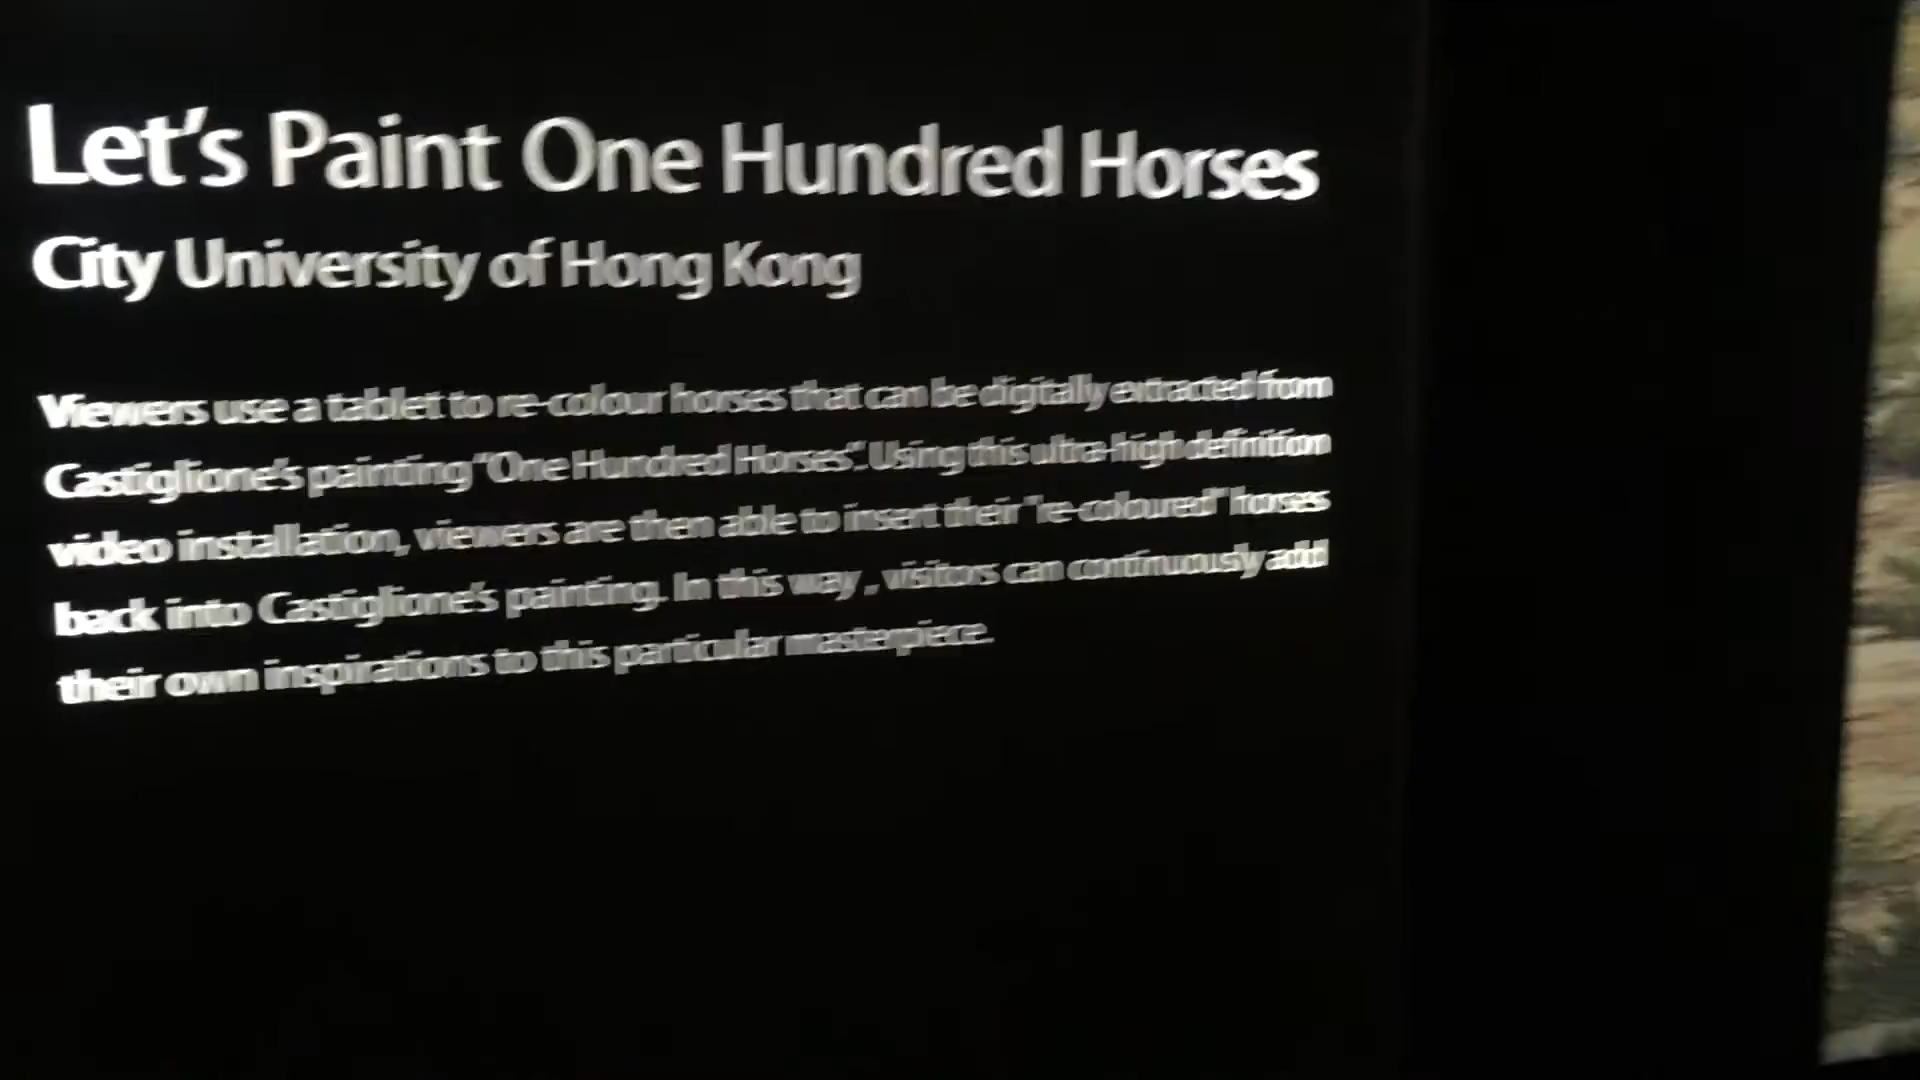 Let's Paint One Hundred Horses
City University of Hong Kong
Viewers use a tablet to re-colour horses that can be digitally extracted from
Castiglione's painting "One Hundred Horses". Using this ultra-high definition
video installation, viewers are then able to insert their "re-coloured" horses
back into Castiglione's painting. In this way , visitors can continuously add
their own inspirations to this particular masterpiece.